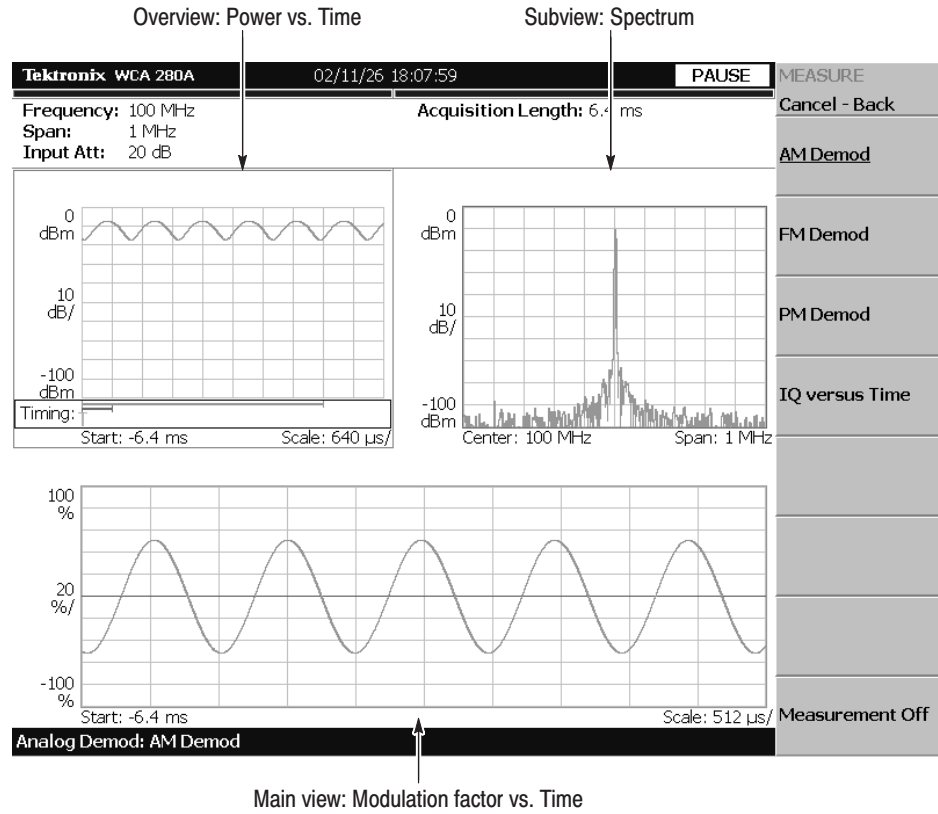 Overview: Power vs. Time
Subview: Spectrum
Tektronix WCA 280A 02/11/26 18:07:59 PAUSE
MEASURE
Cancel - Back
Frequency: 100 MHz
Acquisition Length: 6.4 ms
Span: 1 MHz
Input Att: 20 dB
AM Demod
FM Demod
PM Demod
IQ versus Time
Measurement Off
0
dBm
10
dB/
-100
dBm
Timing:
Start: -6.4 ms
Scale: 640 µs/
0
dBm
10
dB/
-100
dBm
Center: 100 MHz
Span: 1 MHz
100
%
20
%/
-100
%
Start: -6.4 ms
Scale: 512 µs/
Analog Demod: AM Demod
Main view: Modulation factor vs. Time